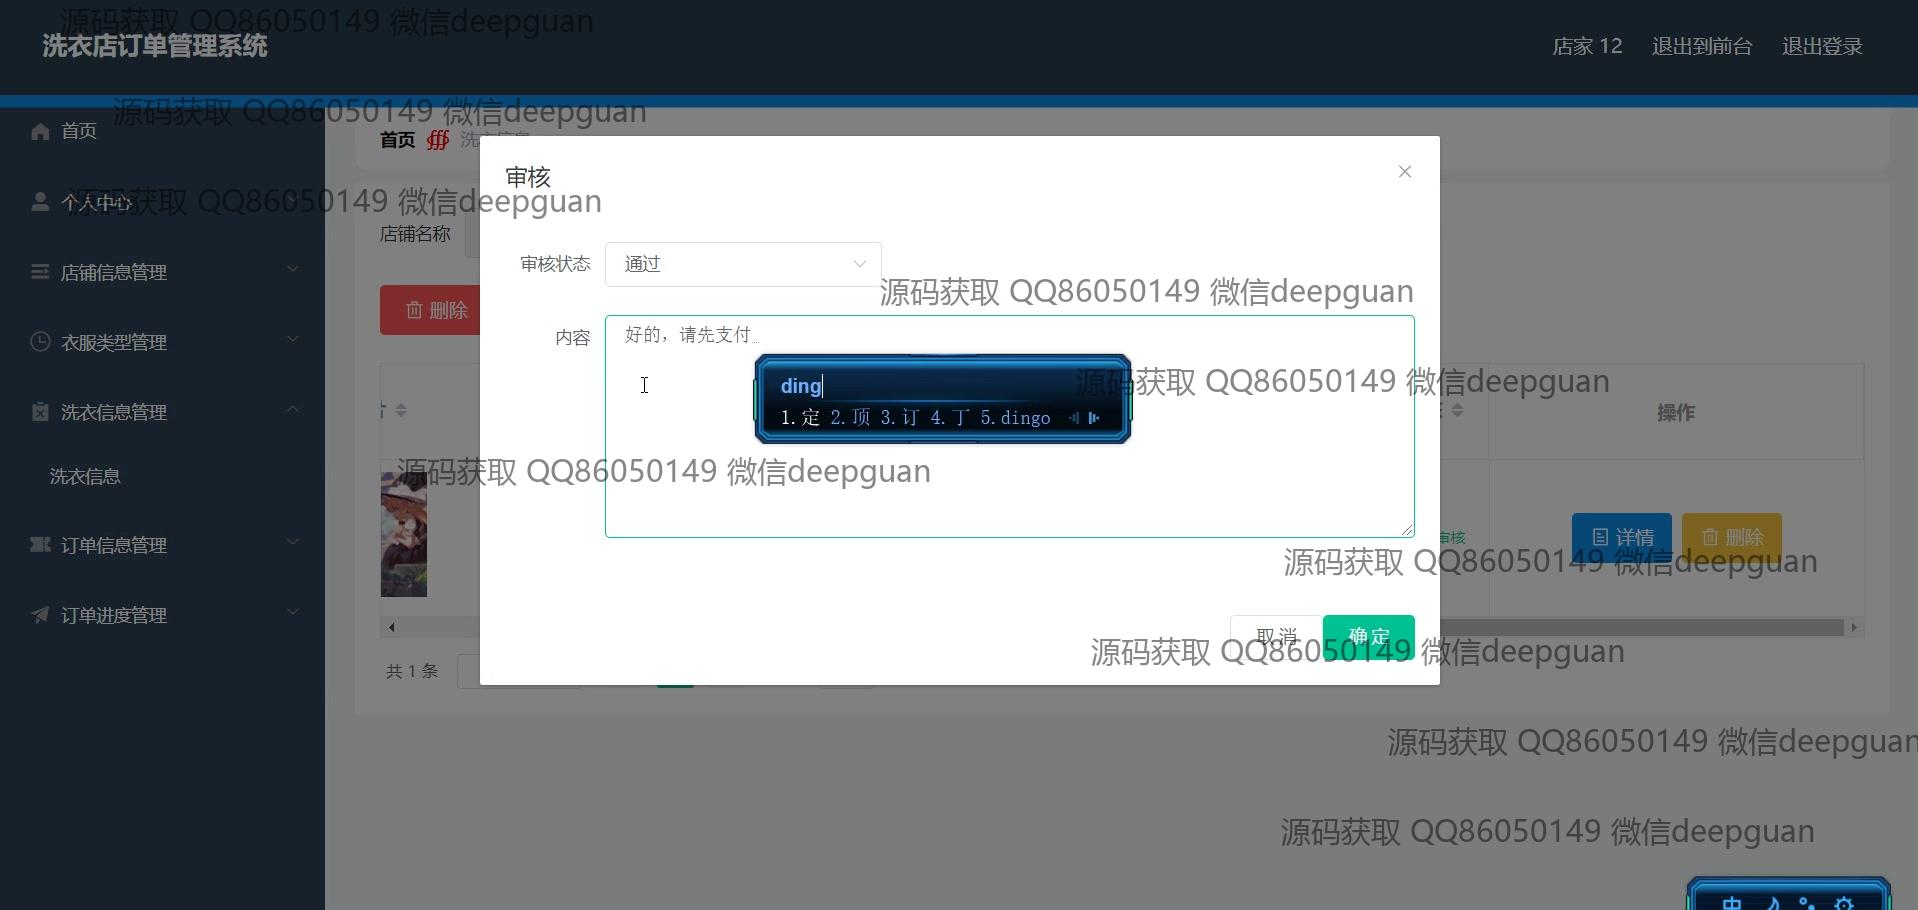 源码获取 QQ86050149 微信deepguan
洗衣店订单管理系统
店家 12
退出到前台
退出登录
源码获取 QQ86050149 微信deepguan
首页
首页
洗衣信息
审核
个人中心
源码获取 QQ86050149 微信deepguan
店铺名称
审核状态
通过
店铺信息管理
源码获取 QQ86050149 微信deepguan
删除
内容
好的，请先支付
衣服类型管理
ding
源码获取 QQ86050149 微信deepguan
1.定 2.顶 3.订 4.丁 5.dingo
洗衣信息管理
操作
源码获取 QQ86050149 微信deepguan
洗衣信息
审核
详情
删除
订单信息管理
源码获取 QQ86050149 微信deepguan
订单进度管理
取消
确定
源码获取 QQ86050149 微信deepguan
共 1 条
源码获取 QQ86050149 微信deepguan
源码获取 QQ86050149 微信deepguan
中